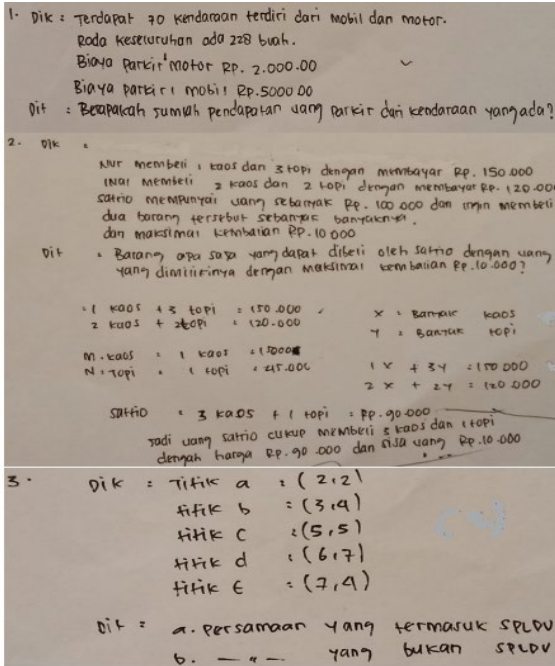 1. Dik : Terdapat 70 kendaraan terdiri dari mobil dan motor.
Roda keseluruhan ada 228 buah.
Biaya parkir motor RP. 2.000.00
Biaya parkir mobil RP.5000 00
Dit : Berapakah jumlah pendapatan uang parkir dari kendaraan yang ada?
2. DIK :
Nur membeli 1 kaos dan 3 topi dengan membayar Rp. 150.000
INai membeli 2 kaos dan 2 topi dengan membayar RP. 120.000
satrio mempunyai uang sebanyak Rp. 100.000 dan ingin membeli
dua barang tersebut sebanyak banyaknya.
dan maksimal kembalian RP.10.000
Dit : Barang apa saja yang dapat dibeli oleh satrio dengan uang
yang dimilikinya dengan maksimal kembalian RP.10.000?
= 1 kaos + 3 topi = 150.000
2 kaos + 2 topi = 120.000
x = Banyak kaos
y = Banyak topi
M = kaos = 1 kaos = 15000
N = Topi = 1 topi = 45.000
1 x + 3 y = 150 000
2 x + 2 y = 120 000
satrio = 3 kaos + 1 topi = Rp. 90.000
Jadi uang satrio cukup membeli 3 kaos dan 1 topi
dengan harga RP. 90.000 dan sisa uang Rp.10.000
3. Dik : Titik a : (2,2)
titik b = (3,4)
titik C : (5,5)
titik d : (6,7)
titik E : (7,4)
Dit : a. persamaan yang termasuk SPLDV
b. — " — yang bukan SPLDV